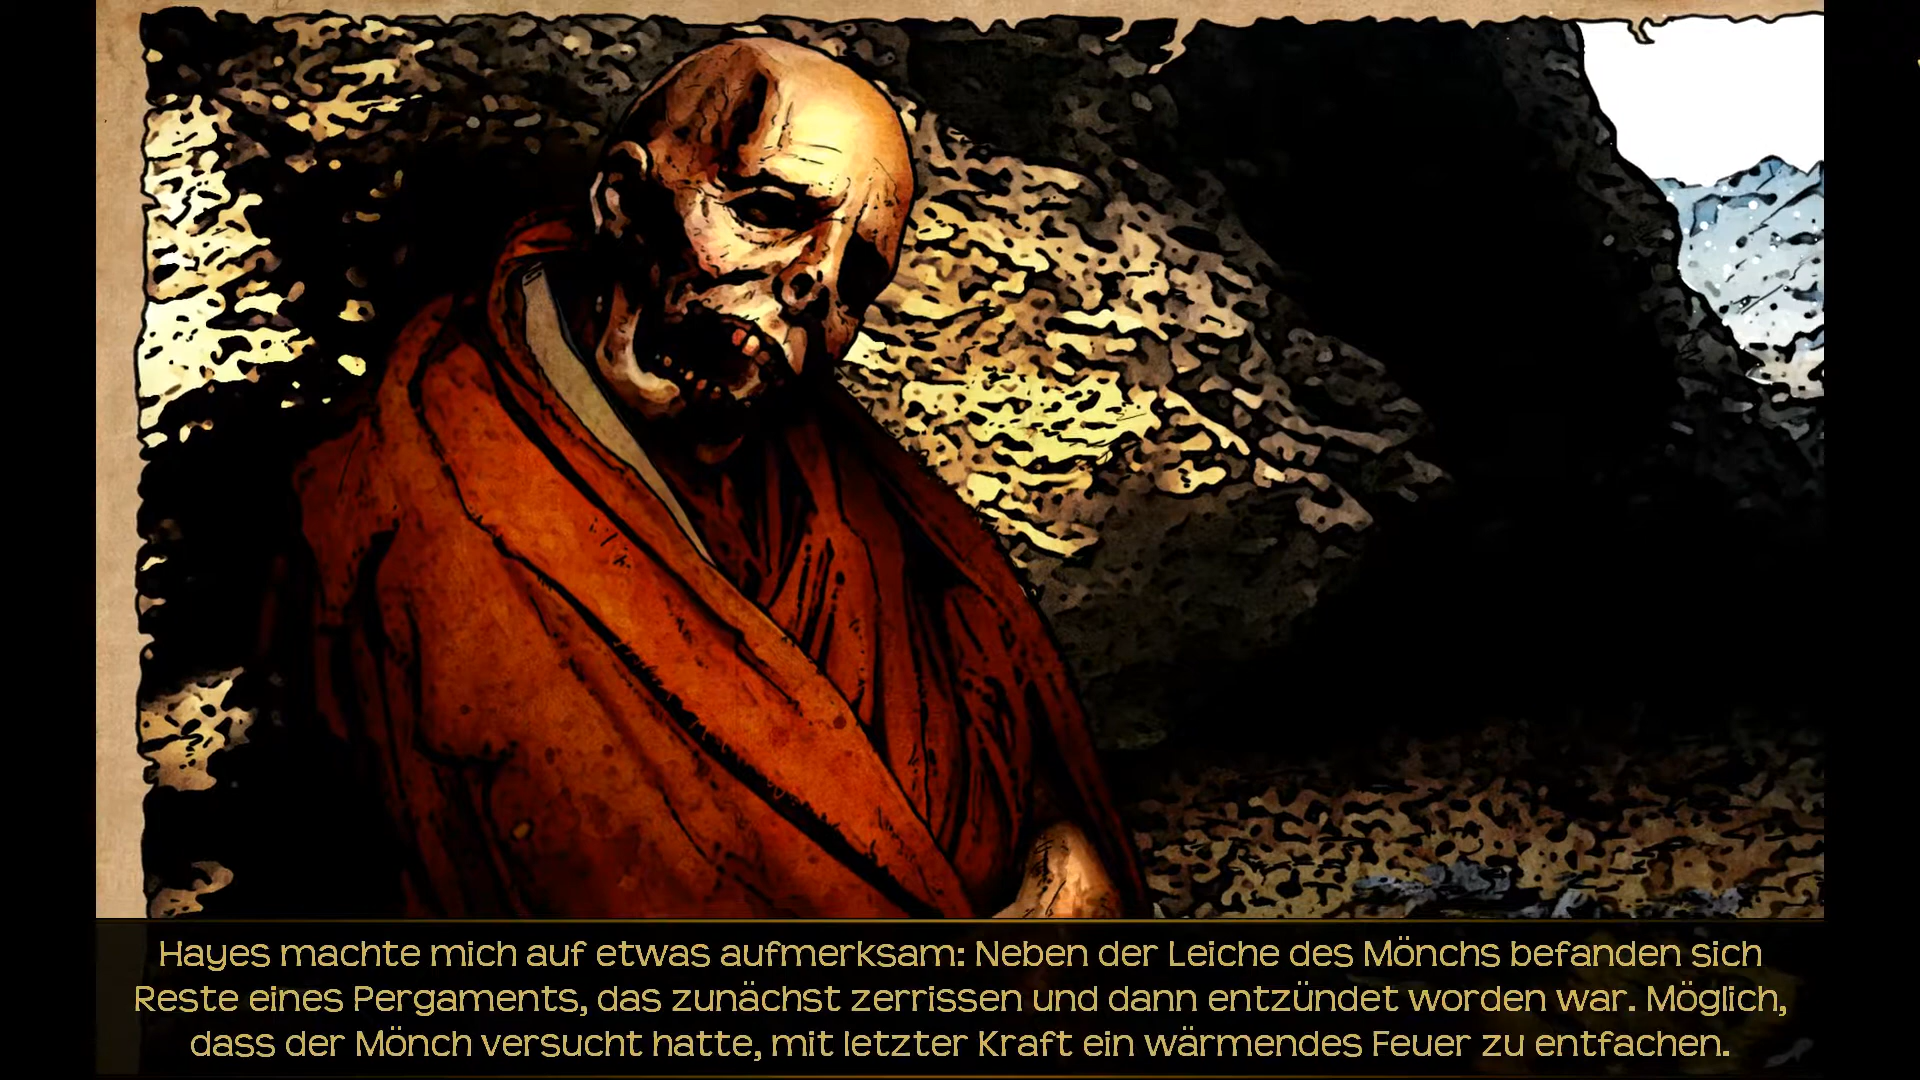 Hayes machte mich auf etwas aufmerksam: Neben der Leiche des Mönchs befanden sich
Reste eines Pergaments, das zunächst zerrissen und dann entzündet worden war. Möglich,
dass der Mönch versucht hatte, mit letzter Kraft ein wärmendes Feuer zu entfachen.